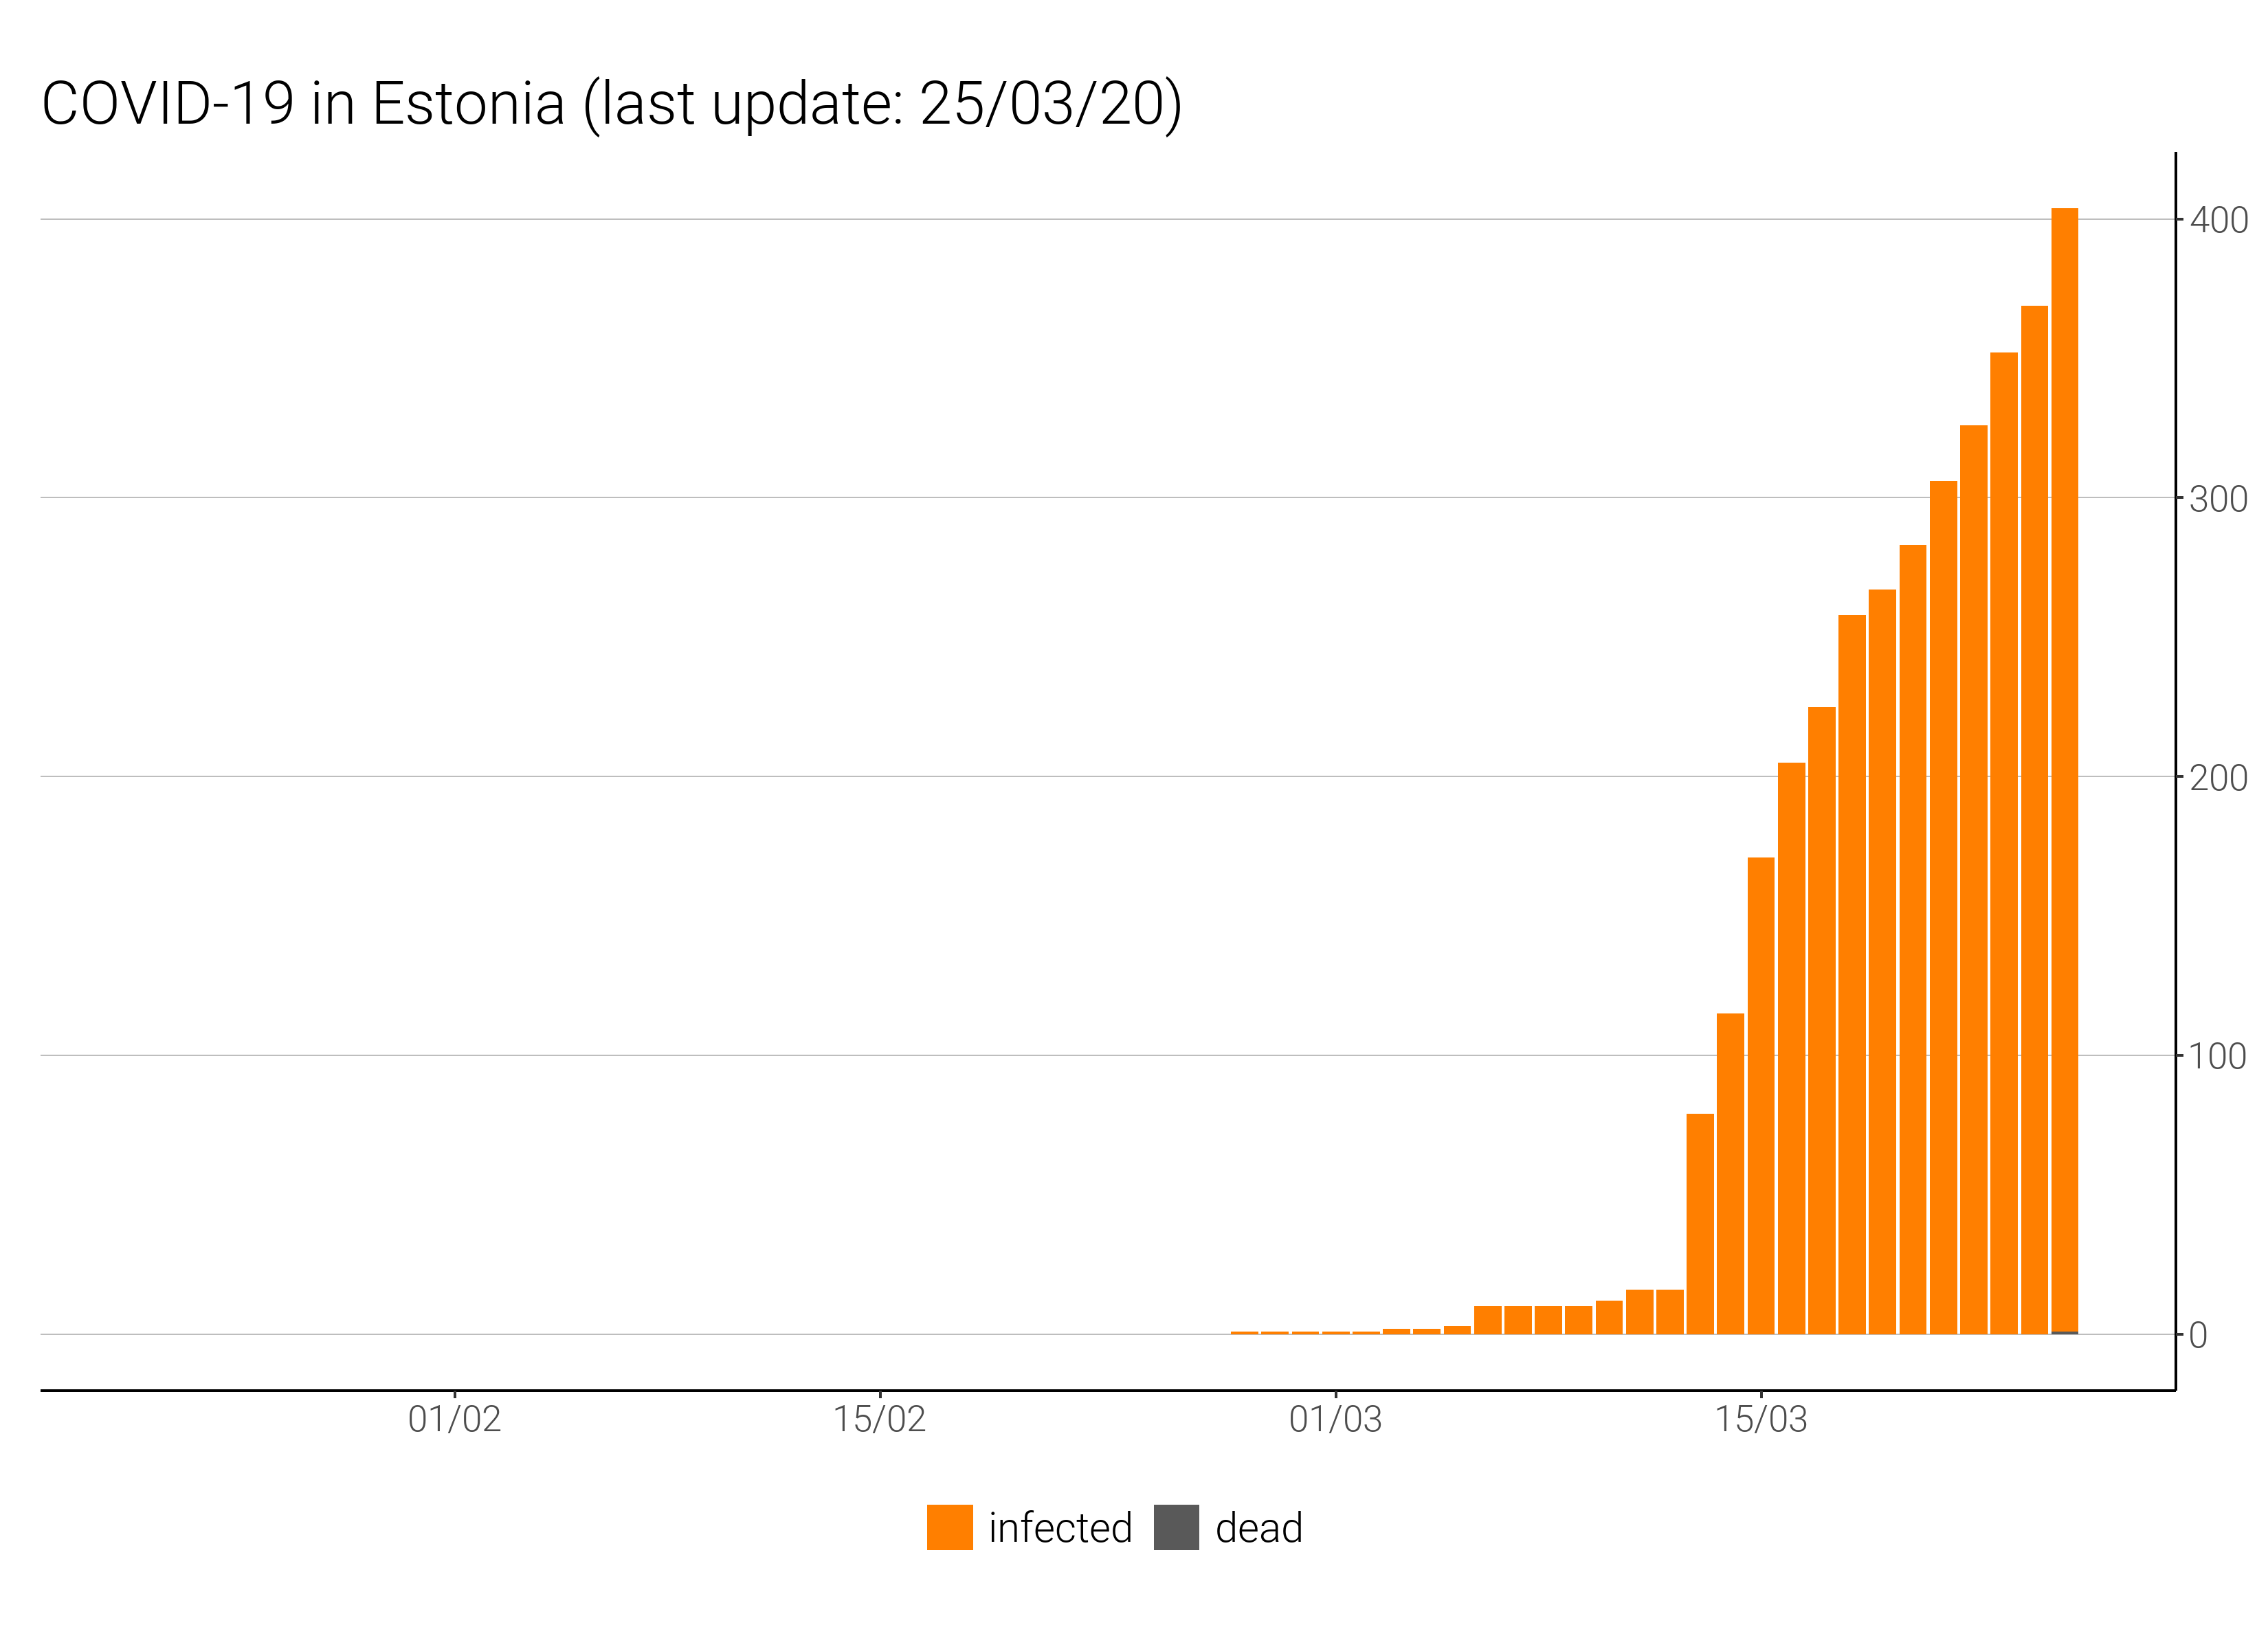 COVID-19 in Estonia (last update: 25/03/20)
400
300
200
100
0
01/02 15/02 01/03 15/03
infected dead